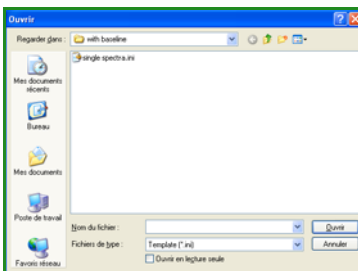 Ouvrir
Regarder dans :
with baseline
single spectra.ini
Mes documents
récents
Bureau
Mes documents
Poste de travail
Favoris réseau
Nom du fichier :
Ouvrir
Fichiers de type :
Template (*.ini)
Annuler
Ouvrir en lecture seule